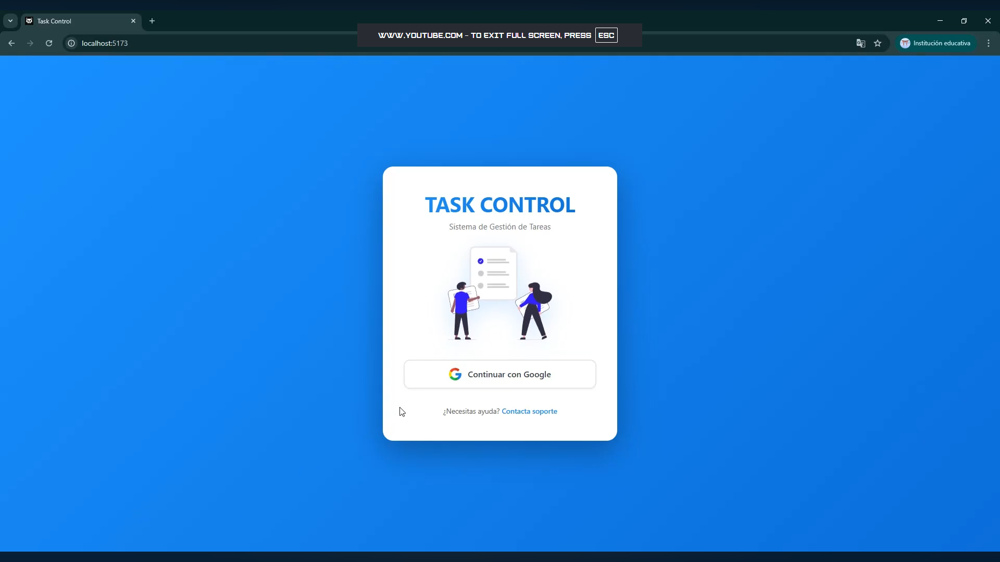 Task Control
WWW.YOUTUBE.COM - TO EXIT FULL SCREEN, PRESS ESC
localhost:5173
Institución educativa
TASK CONTROL
Sistema de Gestión de Tareas
Continuar con Google
¿Necesitas ayuda? Contacta soporte